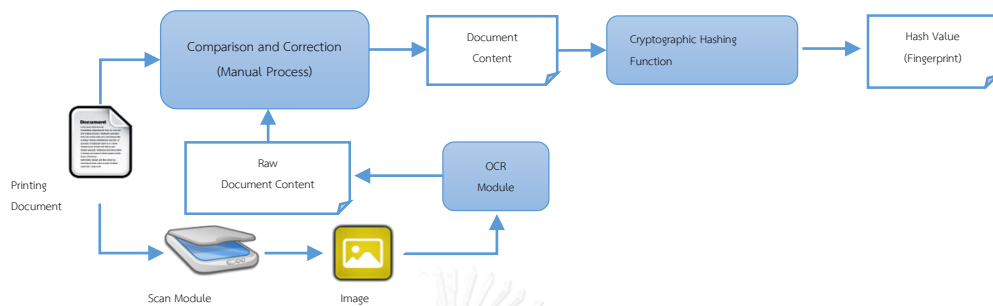 Comparison and Correction
(Manual Process)
Document
Content
Cryptographic Hashing
Function
Hash Value
(Fingerprint)
Document
Raw
Document Content
OCR
Module
Printing
Document
Scan Module
Image